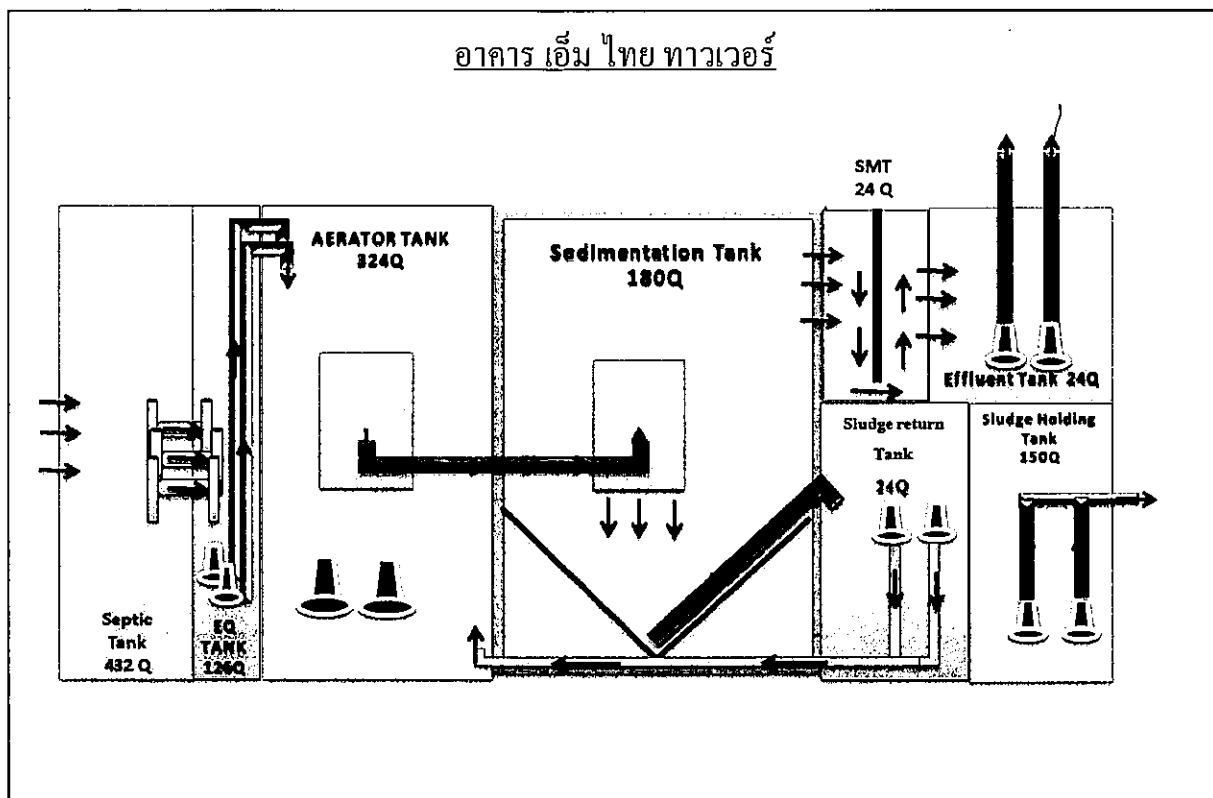 อาคาร เอ็ม ไทย ทาวเวอร์
SMT
24 Q
AERATOR TANK
324Q
Sedimentation Tank
180Q
Effluent Tank 24Q
Sludge return
Tank
24Q
Sludge Holding
Tank
150Q
Septic
Tank
432 Q
EQ
TANK
126Q